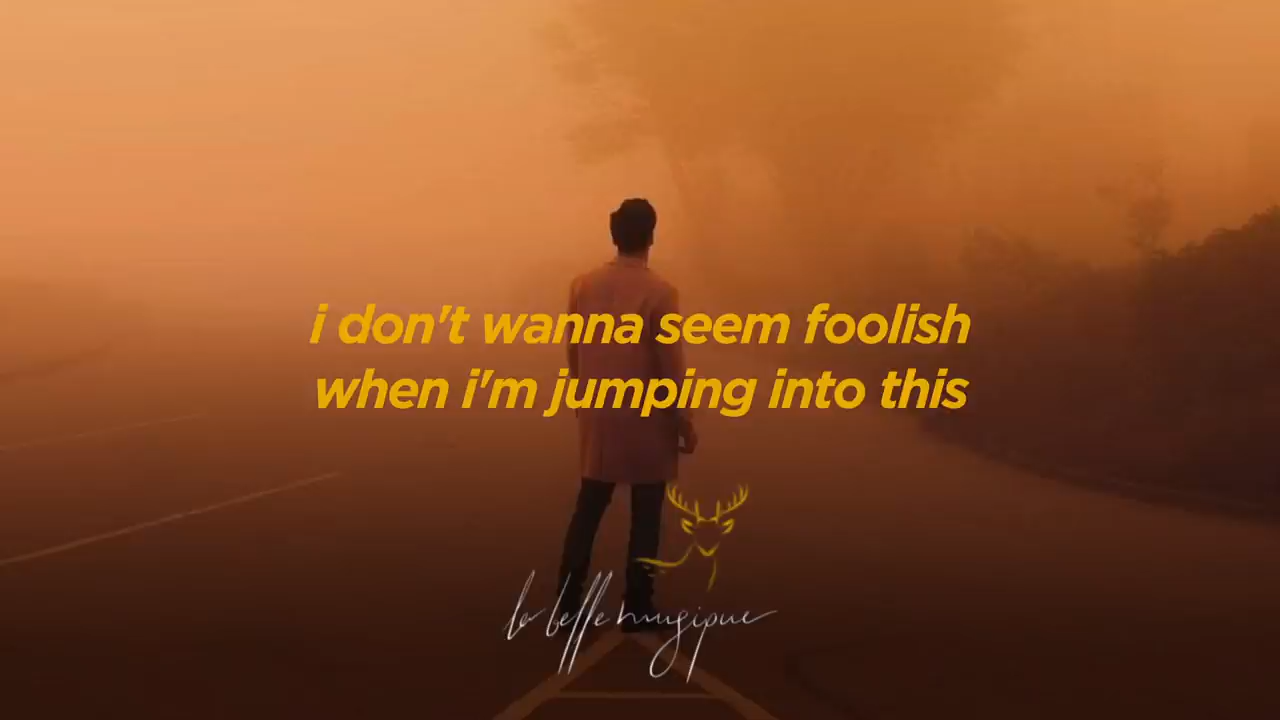 i don't wanna seem foolish
when i'm jumping into this
la belle musique